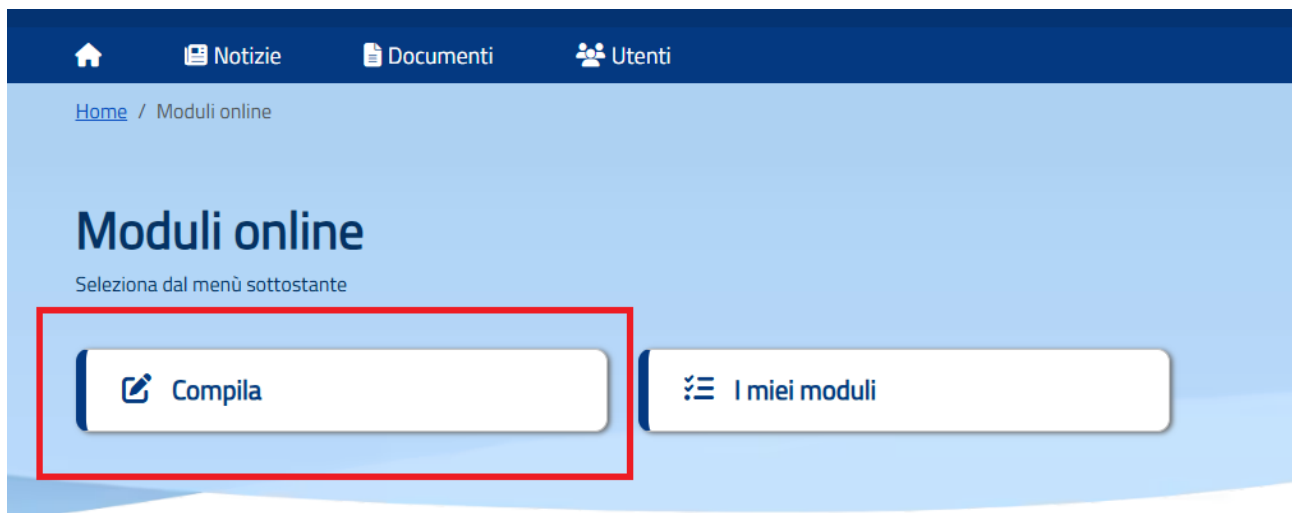 Notizie Documenti Utenti
Home / Moduli online
Moduli online
Seleziona dal menù sottostante
Compila I miei moduli